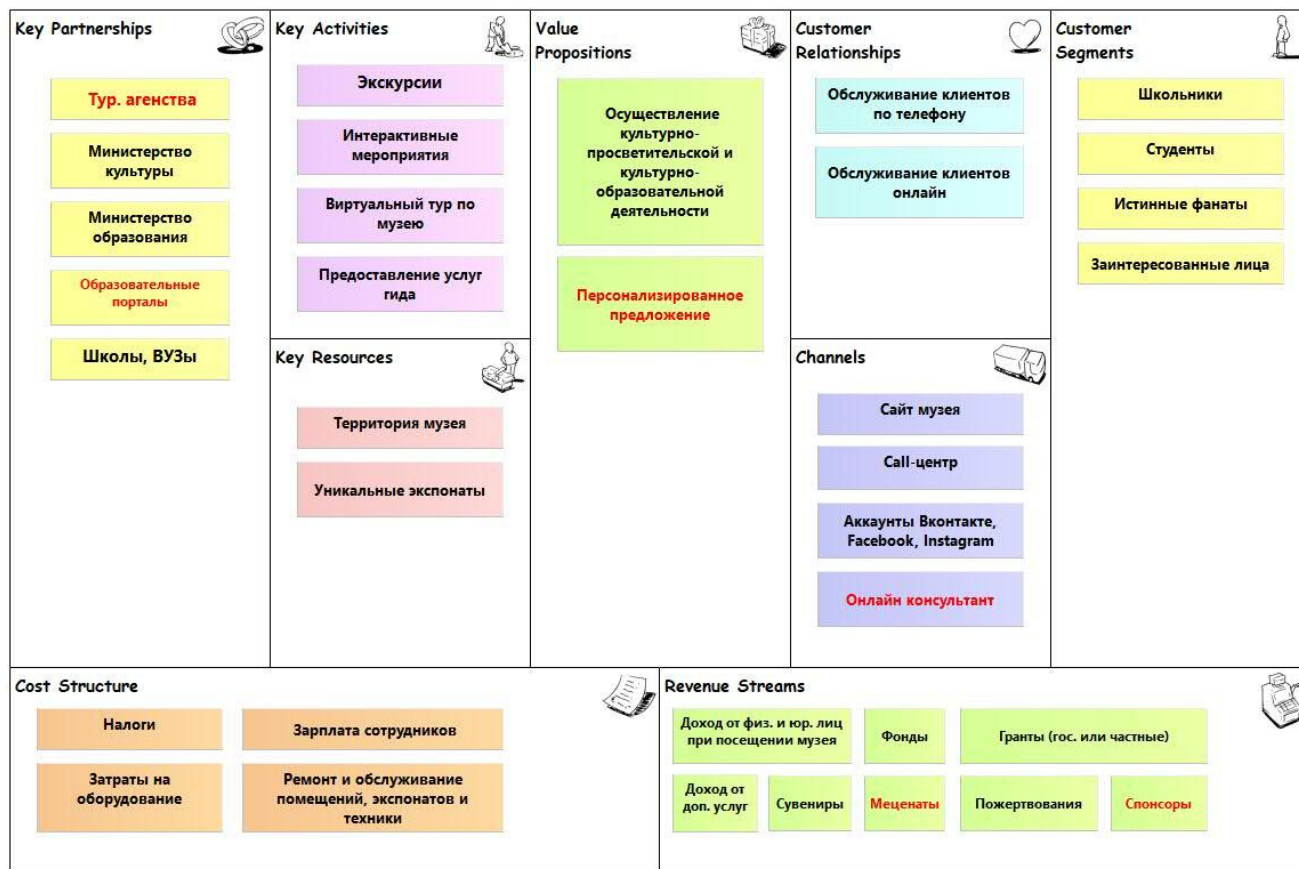 Key Partnerships
Тур. агенства
Министерство
культуры
Министерство
образования
Образовательные
порталы
Школы, ВУЗы
Key Activities
Экскурсии
Интерактивные
мероприятия
Виртуальный тур по
музею
Предоставление услуг
гида
Key Resources
Территория музея
Уникальные экспонаты
Value
Propositions
Осуществление
культурно-
просветительской и
культурно-
образовательной
деятельности
Персонализированное
предложение
Customer
Relationships
Обслуживание клиентов
по телефону
Обслуживание клиентов
онлайн
Channels
Сайт музея
Call-центр
Аккаунты Вконтакте,
Facebook, Instagram
Онлайн консультант
Customer
Segments
Школьники
Студенты
Истинные фанаты
Заинтересованные лица
Cost Structure
Налоги
Зарплата сотрудников
Затраты на
оборудование
Ремонт и обслуживание
помещений, экспонатов и
техники
Revenue Streams
Доход от физ. и юр. лиц
при посещении музея
Фонды
Гранты (гос. или частные)
Доход от
доп. услуг
Сувениры
Меценаты
Пожертвования
Спонсоры